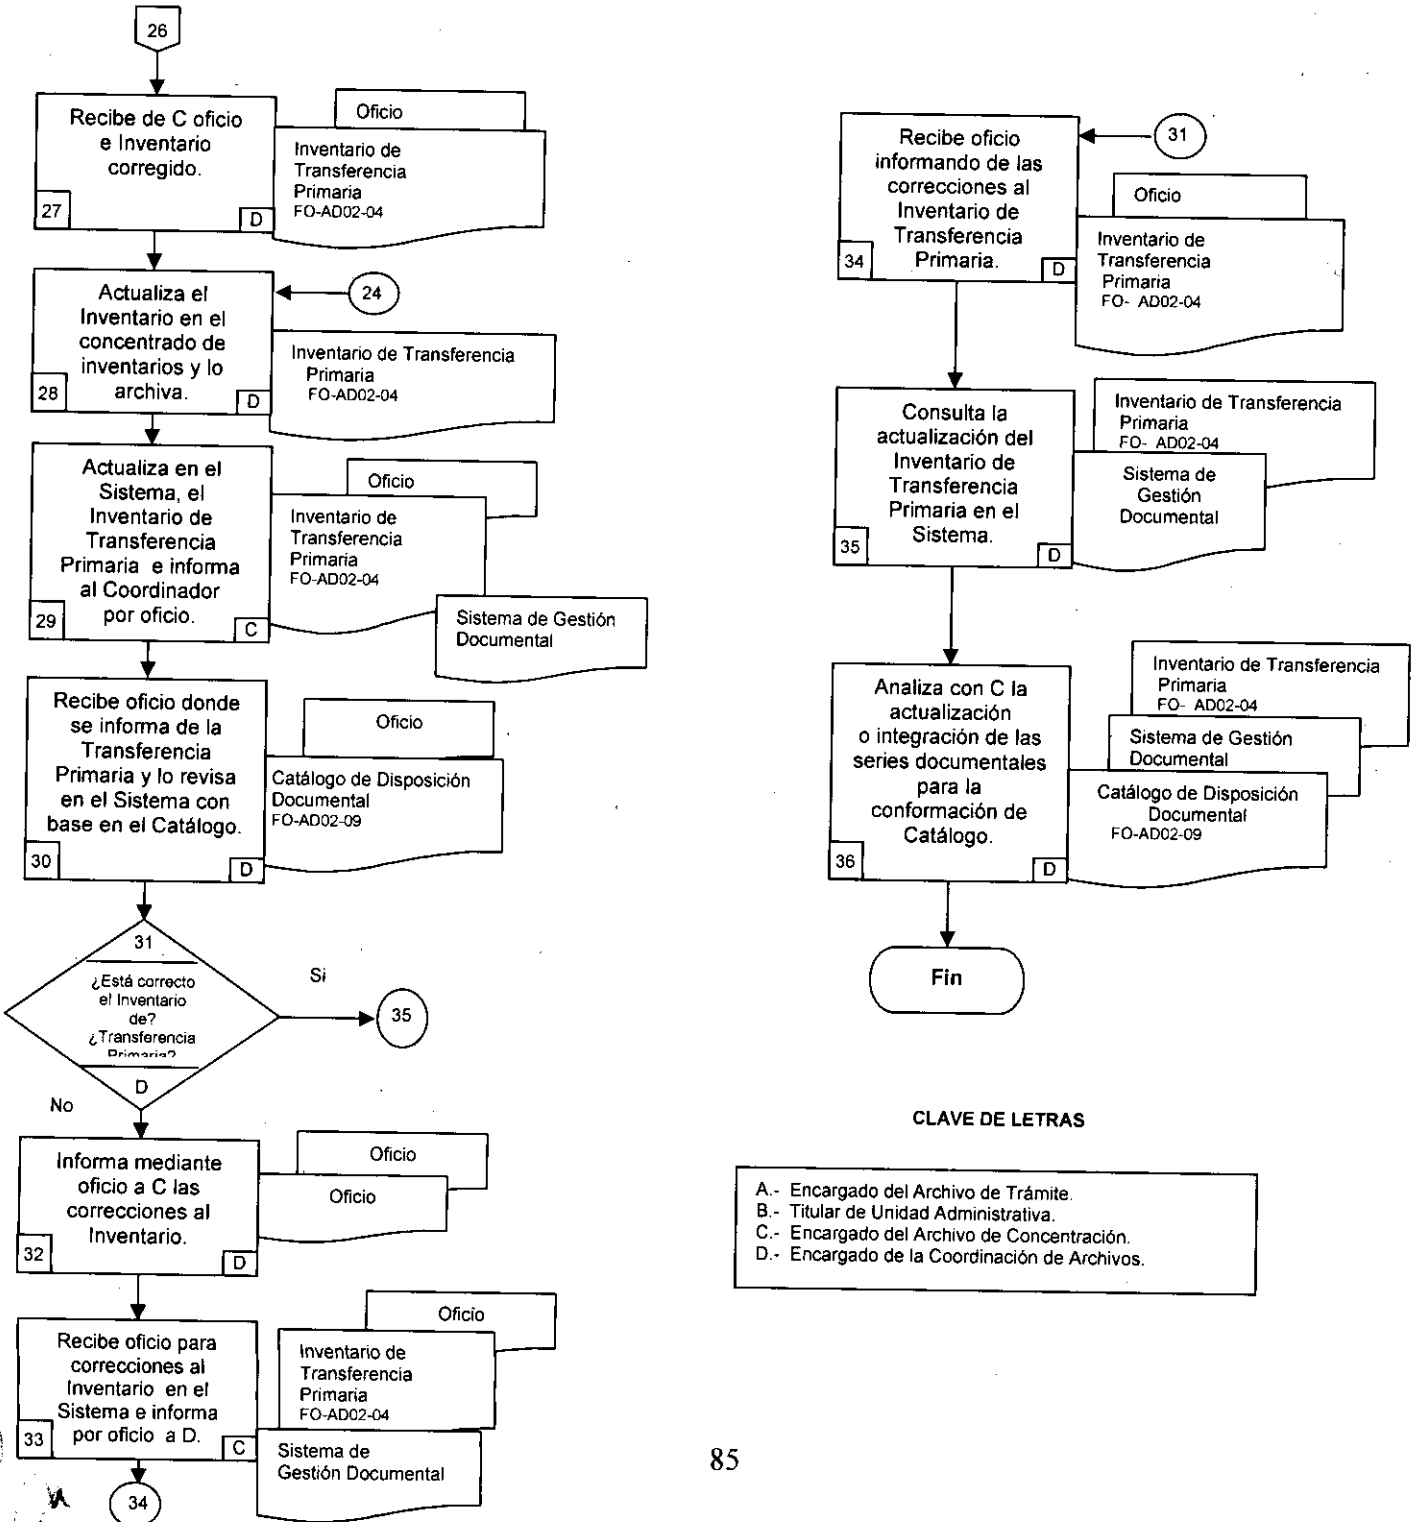 26
Recibe de C oficio
e Inventario
corregido.
27
D
Oficio
Inventario de
Transferencia
Primaria
FO-AD02-04
Actualiza el
Inventario en el
concentrado de
inventarios y lo
archiva.
28
D
24
Inventario de Transferencia
Primaria
FO-AD02-04
Actualiza en el
Sistema, el
Inventario de
Transferencia
Primaria e informa
al Coordinador
por oficio.
29
C
Oficio
Inventario de
Transferencia
Primaria
FO-AD02-04
Sistema de Gestión
Documental
Recibe oficio donde
se informa de la
Transferencia
Primaria y lo revisa
en el Sistema con
base en el Catálogo.
30
D
Oficio
Catálogo de Disposición
Documental
FO-AD02-09
31
¿Está correcto
el Inventario
de?
¿Transferencia
Primaria?
D
Si
35
No
Informa mediante
oficio a C las
correcciones al
Inventario.
32
D
Oficio
Oficio
Recibe oficio para
correcciones al
Inventario en el
Sistema e informa
por oficio a D.
33
C
Oficio
Inventario de
Transferencia
Primaria
FO-AD02-04
Sistema de
Gestión Documental
34
Recibe oficio
informando de las
correcciones al
Inventario de
Transferencia
Primaria.
34
D
31
Oficio
Inventario de
Transferencia
Primaria
FO- AD02-04
Consulta la
actualización del
Inventario de
Transferencia
Primaria en el
Sistema.
35
D
Inventario de Transferencia
Primaria
FO- AD02-04
Sistema de
Gestión
Documental
Analiza con C la
actualización
o integración de las
series documentales
para la
conformación de
Catálogo.
36
D
Inventario de Transferencia
Primaria
FO- AD02-04
Sistema de Gestión
Documental
Catálogo de Disposición
Documental
FO-AD02-09
Fin
CLAVE DE LETRAS
A.- Encargado del Archivo de Trámite.
B.- Titular de Unidad Administrativa.
C.- Encargado del Archivo de Concentración.
D.- Encargado de la Coordinación de Archivos.
85